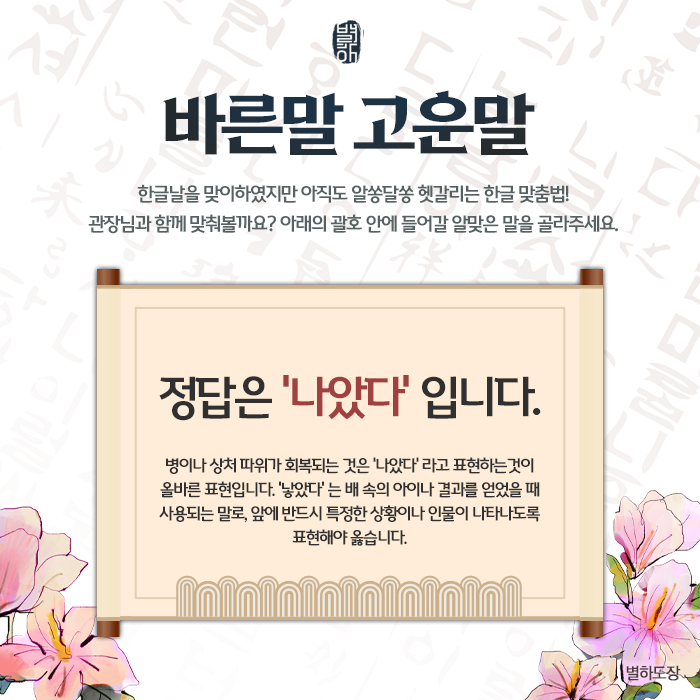 바른말 고운말
한글날을 맞이하였지만 아직도 알쏭달쏭 헷갈리는 한글 맞춤법!
관장님과 함께 맞춰볼까요? 아래의 괄호 안에 들어갈 알맞은 말을 골라주세요.
정답은 '나았다' 입니다.
병이나 상처 따위가 회복되는 것은 '나았다' 라고 표현하는것이
올바른 표현입니다. '낳았다' 는 배 속의 아이나 결과를 얻었을 때
사용되는 말로, 앞에 반드시 특정한 상황이나 인물이 나타나도록
표현해야 옳습니다.
별하도장